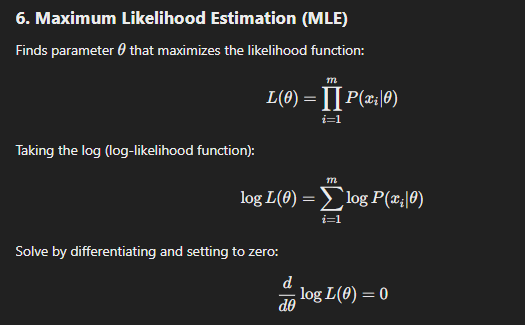 6. Maximum Likelihood Estimation (MLE)
Finds parameter θ that maximizes the likelihood function:
L(θ) = ∏_{i=1}^{m} P(x_i|θ)
Taking the log (log-likelihood function):
log L(θ) = ∑_{i=1}^{m} log P(x_i|θ)
Solve by differentiating and setting to zero:
d/dθ log L(θ) = 0